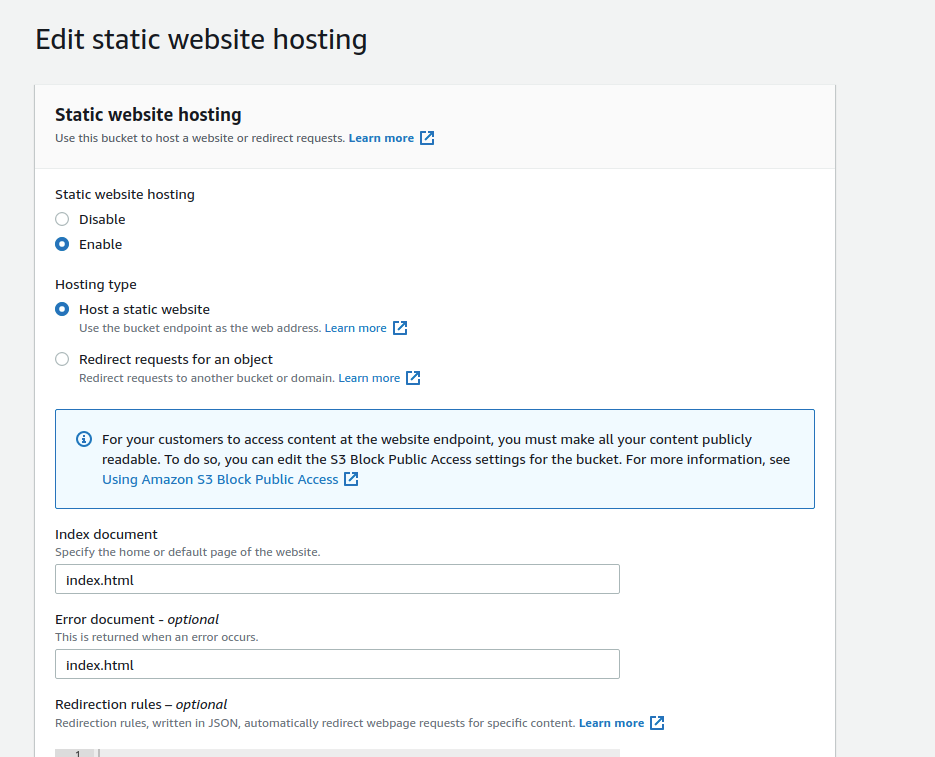 Edit static website hosting
Static website hosting
Use this bucket to host a website or redirect requests. Learn more
Static website hosting
Disable
Enable
Hosting type
Host a static website
Use the bucket endpoint as the web address. Learn more
Redirect requests for an object
Redirect requests to another bucket or domain. Learn more
For your customers to access content at the website endpoint, you must make all your content publicly
readable. To do so, you can edit the S3 Block Public Access settings for the bucket. For more information, see
Using Amazon S3 Block Public Access
Index document
Specify the home or default page of the website.
index.html
Error document - optional
This is returned when an error occurs.
index.html
Redirection rules – optional
Redirection rules, written in JSON, automatically redirect webpage requests for specific content. Learn more
1